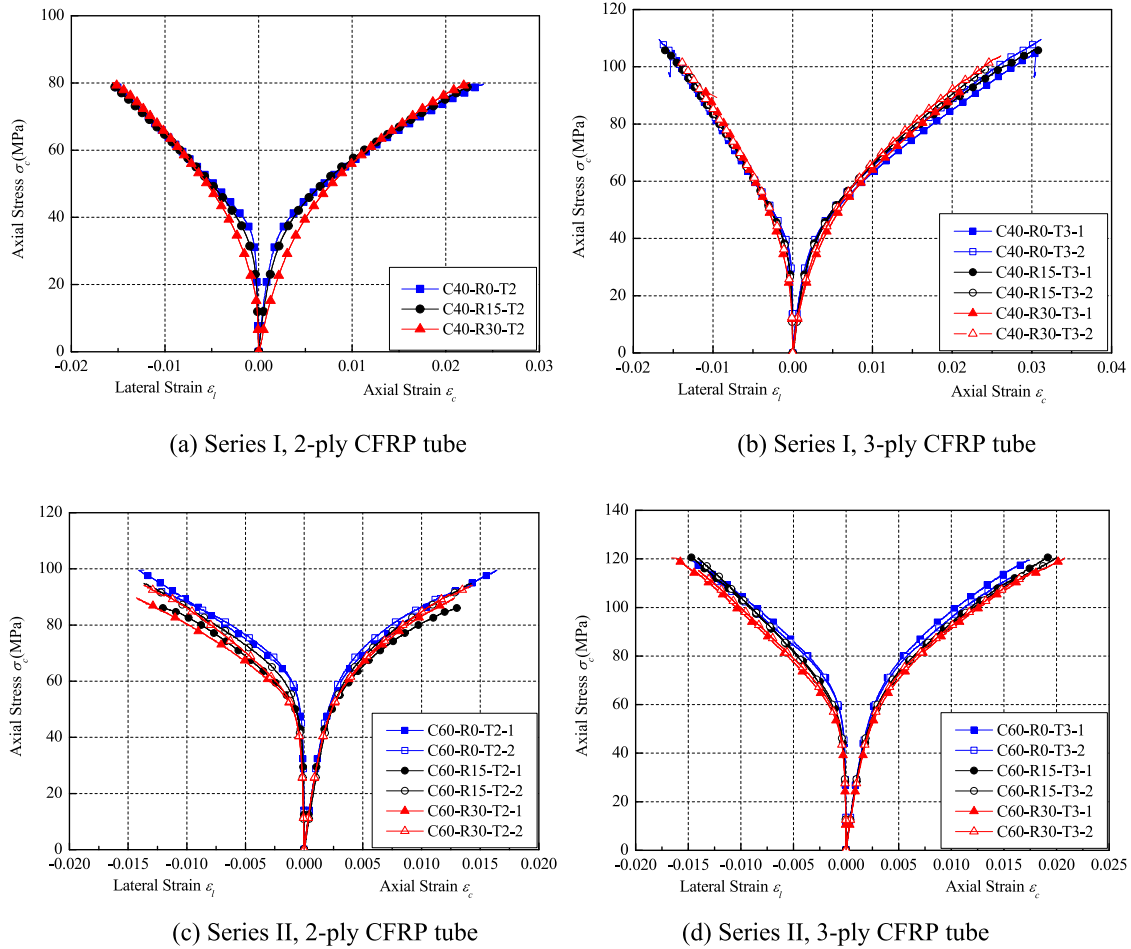 100
80
60
40
20
0
Axial Stress σc(MPa)
-0.02 -0.01 0.00 0.01 0.02 0.03
Lateral Strain εl Axial Strain εc
C40-R0-T2
C40-R15-T2
C40-R30-T2
(a) Series I, 2-ply CFRP tube
120
100
80
60
40
20
0
Axial Stress σc(MPa)
-0.02 -0.01 0.00 0.01 0.02 0.03 0.04
Lateral Strain εl Axial Strain εc
C40-R0-T3-1
C40-R0-T3-2
C40-R15-T3-1
C40-R15-T3-2
C40-R30-T3-1
C40-R30-T3-2
(b) Series I, 3-ply CFRP tube
120
100
80
60
40
20
0
Axial Stress σc(MPa)
-0.020 -0.015 -0.010 -0.005 0.000 0.005 0.010 0.015 0.020
Lateral Strain εl Axial Strain εc
C60-R0-T2-1
C60-R0-T2-2
C60-R15-T2-1
C60-R15-T2-2
C60-R30-T2-1
C60-R30-T2-2
(c) Series II, 2-ply CFRP tube
140
120
100
80
60
40
20
0
Axial Stress σc(MPa)
-0.020 -0.015 -0.010 -0.005 0.000 0.005 0.010 0.015 0.020 0.025
Lateral Strain εl Axial Strain εc
C60-R0-T3-1
C60-R0-T3-2
C60-R15-T3-1
C60-R15-T3-2
C60-R30-T3-1
C60-R30-T3-2
(d) Series II, 3-ply CFRP tube